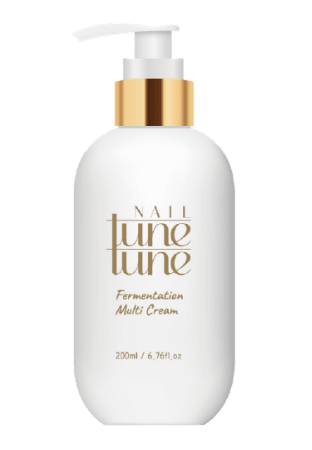 NAIL
tune
tune
Fermentation
Multi Cream
200ml / 6.76fl.oz